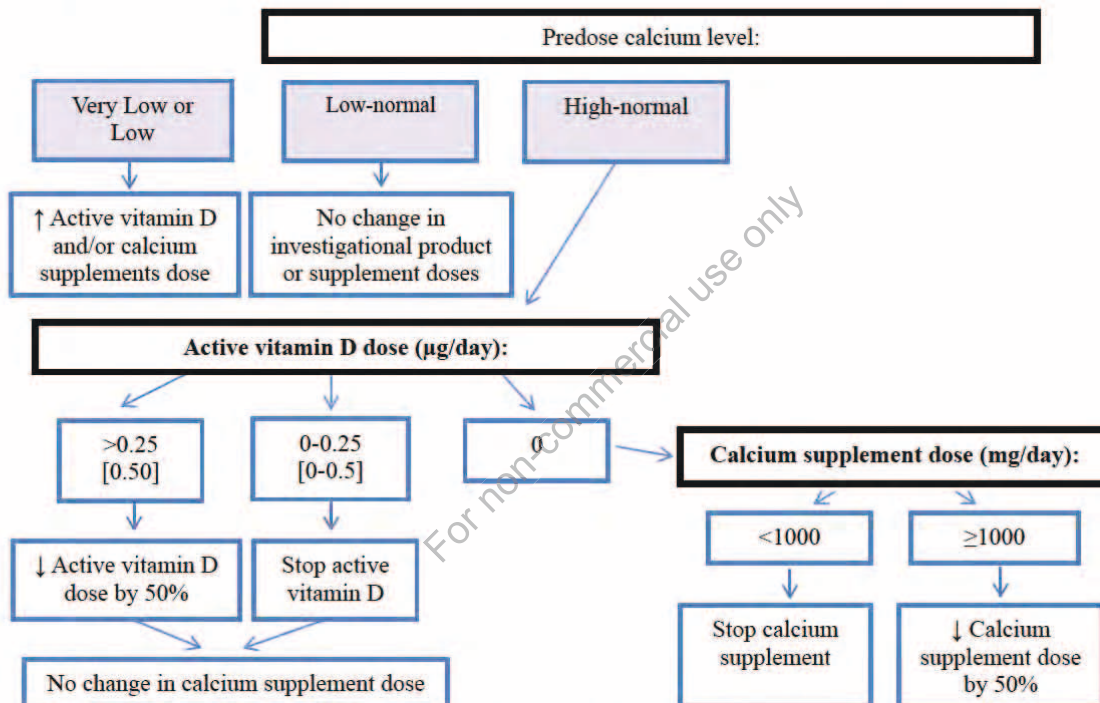 Predose calcium level:
Very Low or
Low
Low-normal
High-normal
↑ Active vitamin D
and/or calcium
supplements dose
No change in
investigational product
or supplement doses
Active vitamin D dose (µg/day):
>0.25
[0.50]
0-0.25
[0-0.5]
0
Calcium supplement dose (mg/day):
<1000
≥1000
↓ Active vitamin D
dose by 50%
Stop active
vitamin D
Stop calcium
supplement
↓ Calcium
supplement dose
by 50%
No change in calcium supplement dose
For non-commercial use only